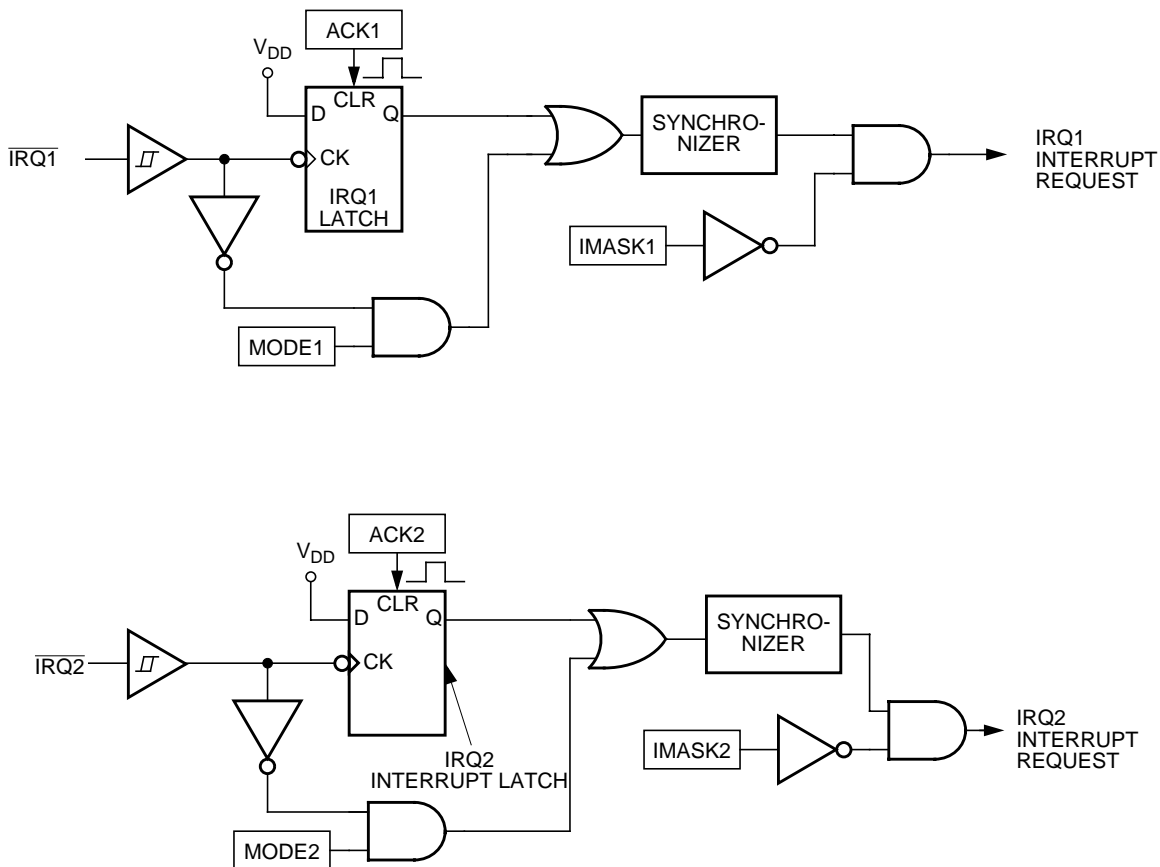 ACK1
VDD
CLR
D
Q
SYNCHRO-
NIZER
IRQ1
CK
IRQ1
LATCH
IRQ1
INTERRUPT
REQUEST
IMASK1
MODE1
ACK2
VDD
CLR
D
Q
SYNCHRO-
NIZER
IRQ2
CK
IRQ2
INTERRUPT LATCH
IRQ2
INTERRUPT
REQUEST
IMASK2
MODE2